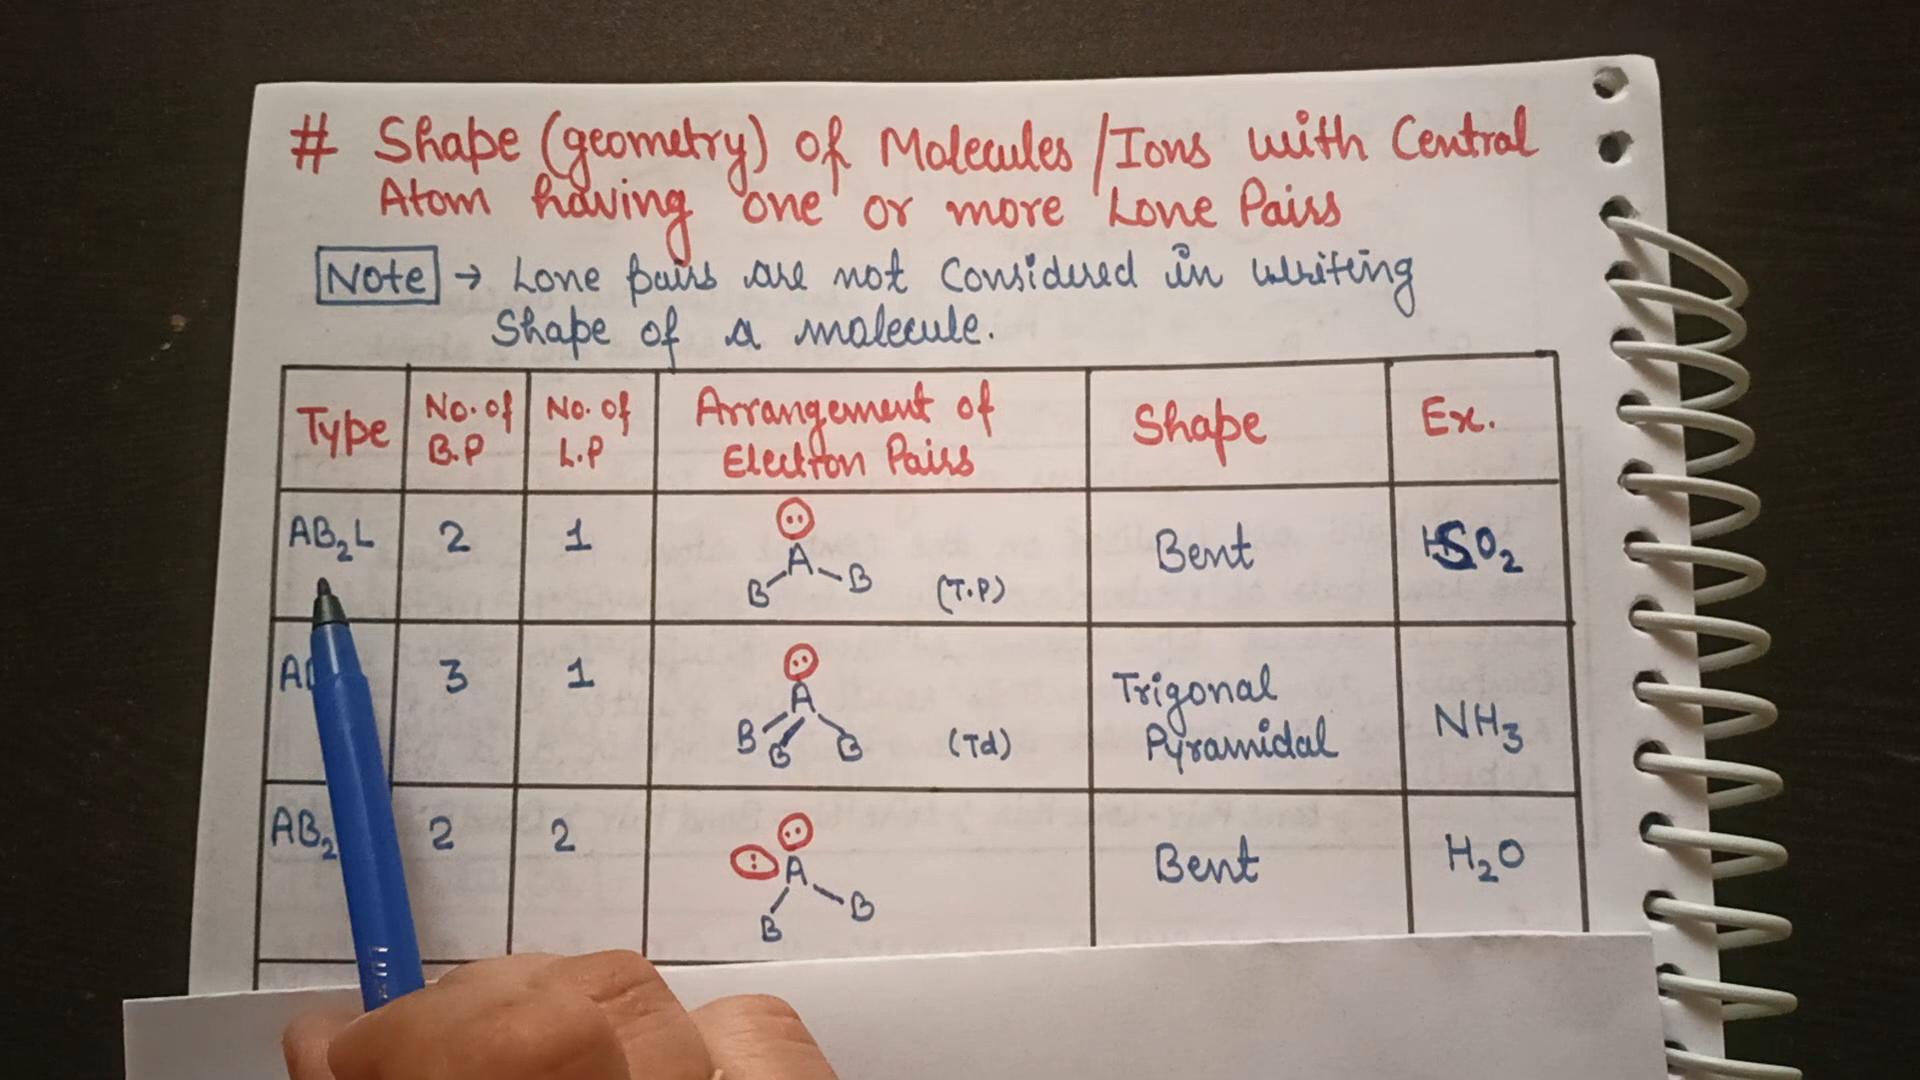 # Shape (geometry) of Molecules/Ions with Central
Atom having one or more Lone Pairs
Note → Lone pairs are not Considered in writing
Shape of a molecule.
Type No. of B.P No. of L.P Arrangement of Electron Pairs Shape Ex.
AB₂L 2 1 A B B (T.P) Bent SO₂
3 1 A B B B (Td) Trigonal Pyramidal NH₃
AB₂ 2 2 A B B Bent H₂O